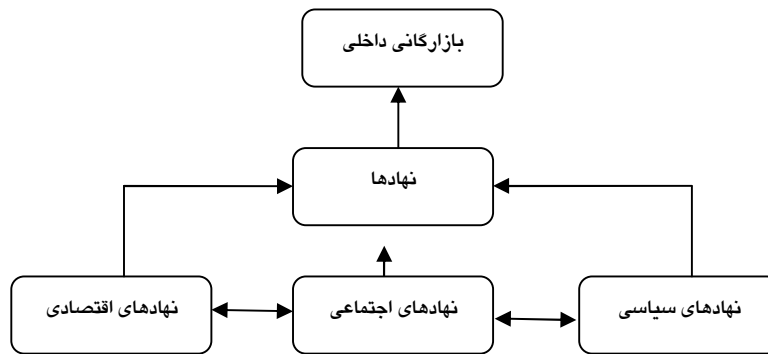 بازارگانی داخلی
نهادها
نهادهای سیاسی
نهادهای اجتماعی
نهادهای اقتصادی